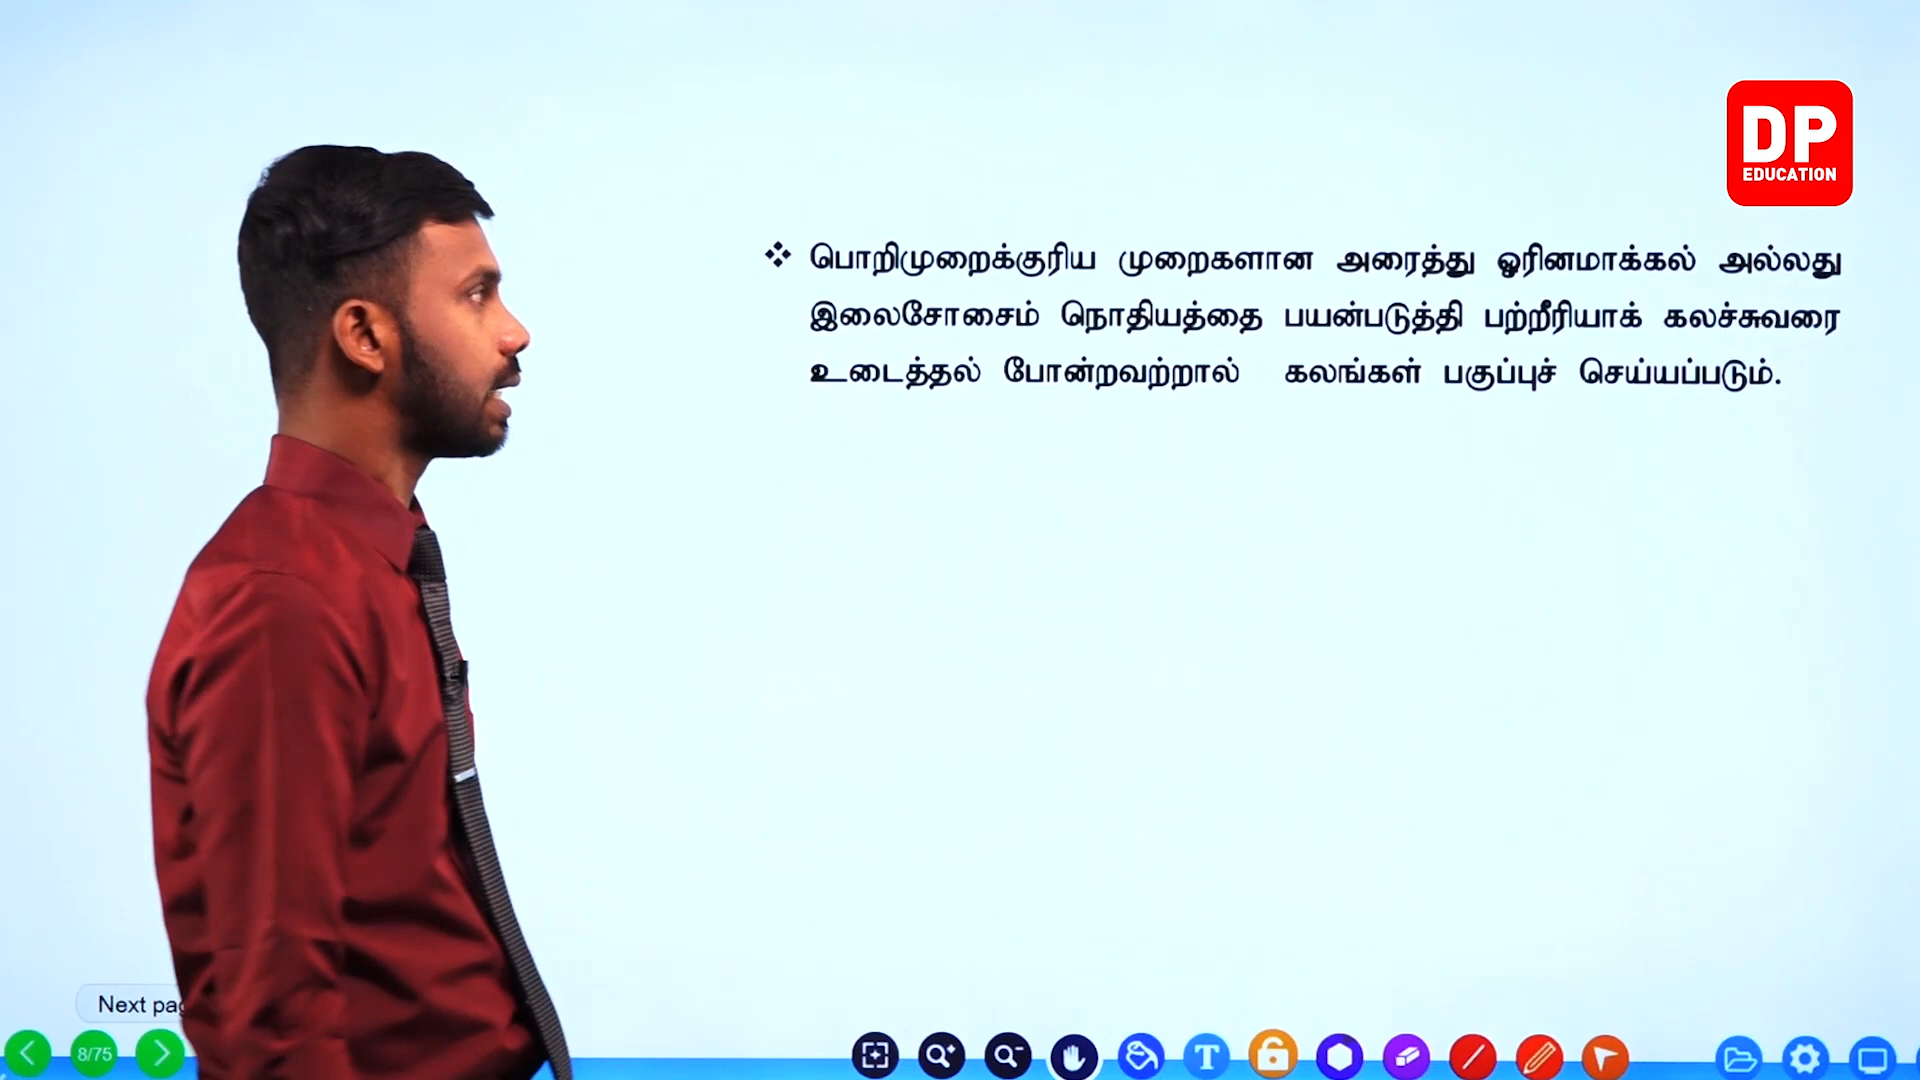 DP
EDUCATION
❖ பொறிமுறைக்குரிய முறைகளான அரைத்து ஓரினமாக்கல் அல்லது
இலைசோசைம் நொதியத்தை பயன்படுத்தி பற்றீரியாக் கலச்சுவரை
உடைத்தல் போன்றவற்றால் கலங்கள் பகுப்புச் செய்யப்படும்.
Next
8/75
T